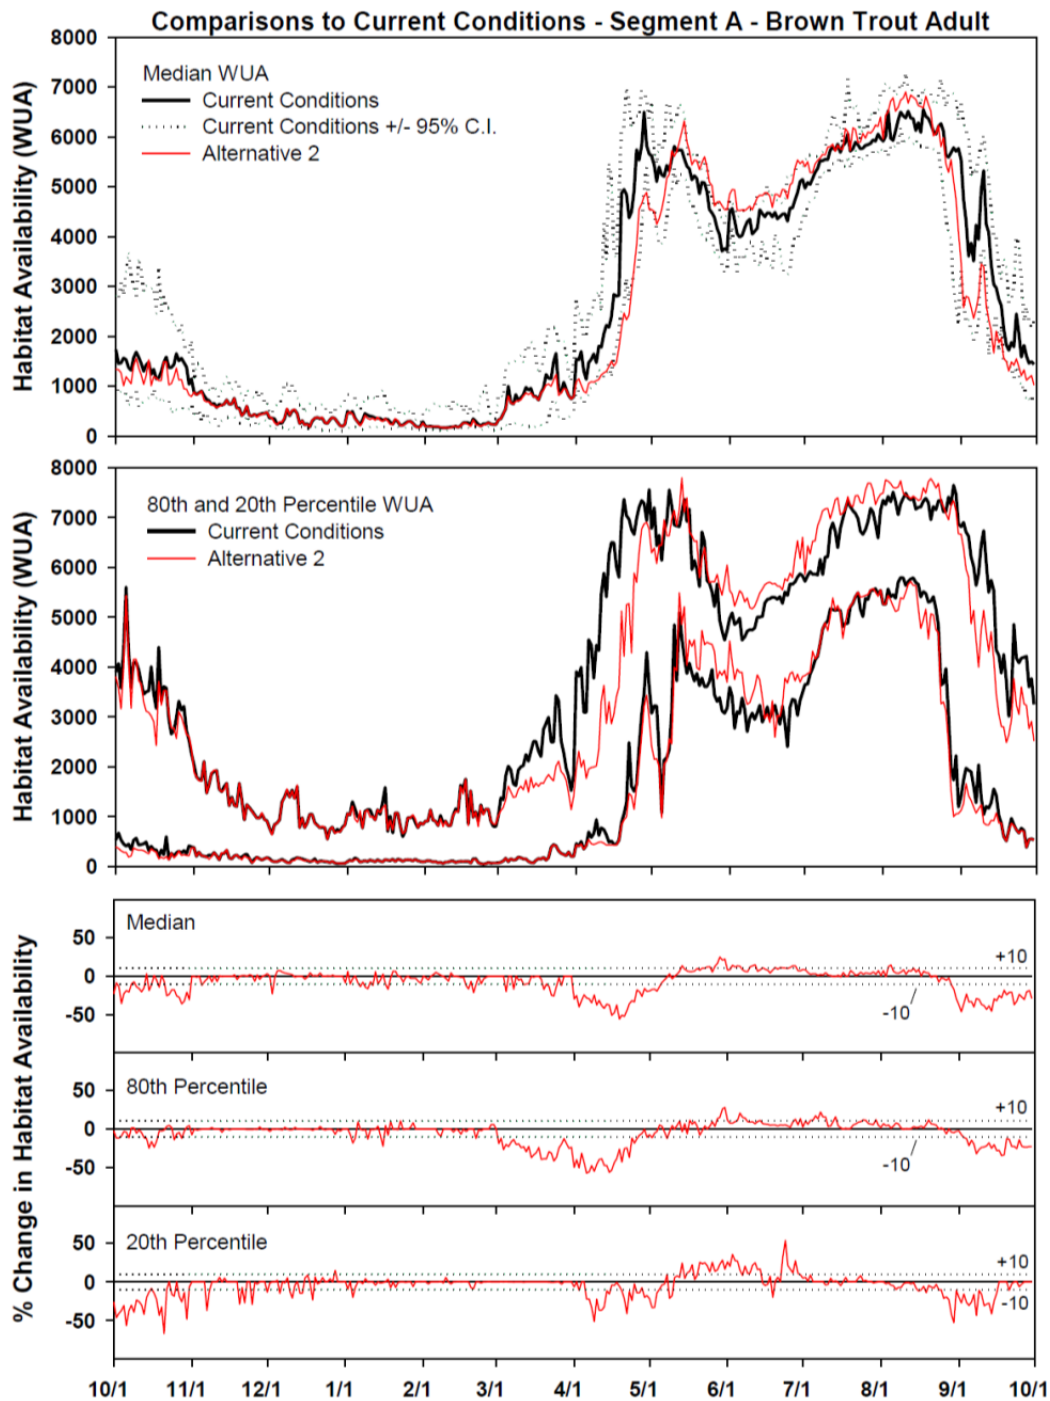 Comparisons to Current Conditions - Segment A - Brown Trout Adult
Habitat Availability (WUA)
8000
7000
6000
5000
4000
3000
2000
1000
0
Median WUA
Current Conditions
Current Conditions +/- 95% C.I.
Alternative 2
Habitat Availability (WUA)
8000
7000
6000
5000
4000
3000
2000
1000
0
80th and 20th Percentile WUA
Current Conditions
Alternative 2
% Change in Habitat Availability
Median
50
0
-50
+10
-10
80th Percentile
50
0
-50
+10
-10
20th Percentile
50
0
-50
+10
-10
10/1 11/1 12/1 1/1 2/1 3/1 4/1 5/1 6/1 7/1 8/1 9/1 10/1